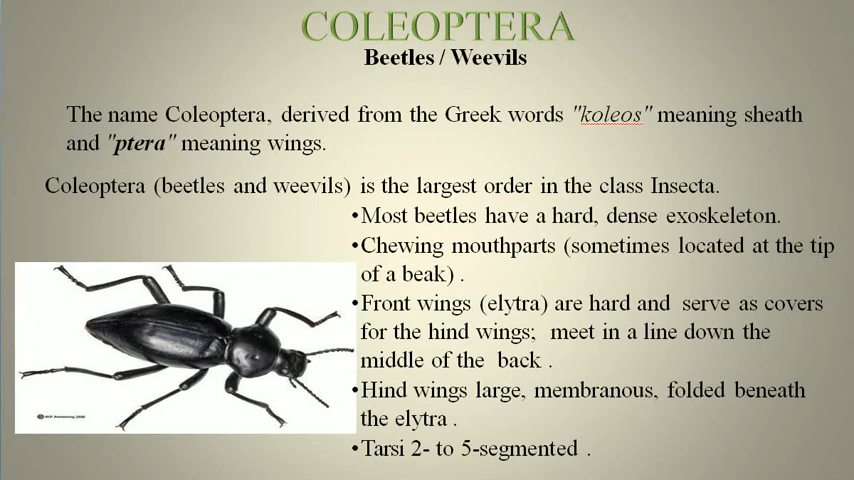 COLEOPTERA
Beetles / Weevils
The name Coleoptera, derived from the Greek words "koleos" meaning sheath
and "ptera" meaning wings.
Coleoptera (beetles and weevils) is the largest order in the class Insecta.
•Most beetles have a hard, dense exoskeleton.
•Chewing mouthparts (sometimes located at the tip
of a beak) .
•Front wings (elytra) are hard and serve as covers
for the hind wings; meet in a line down the
middle of the back .
•Hind wings large, membranous, folded beneath
the elytra .
•Tarsi 2- to 5-segmented .